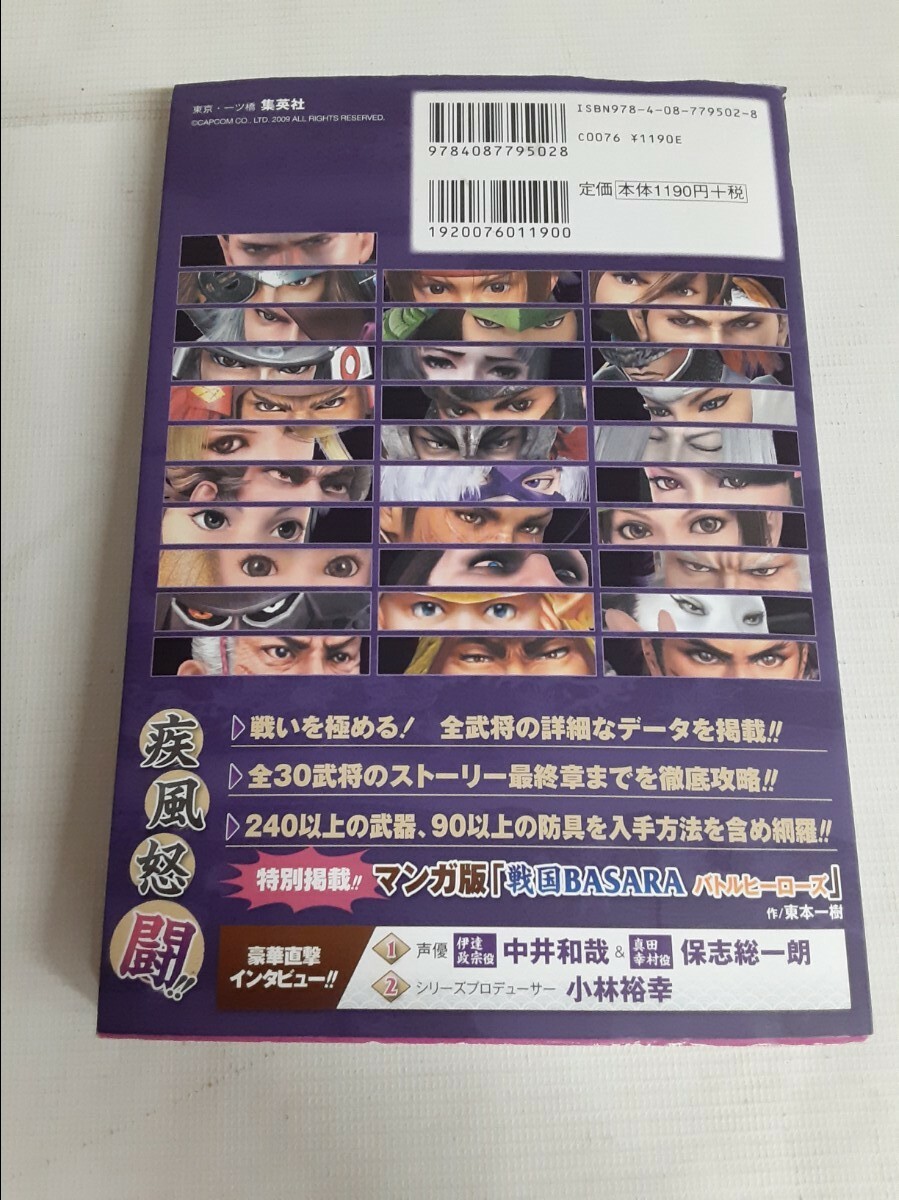 東京・一ツ橋 集英社
©CAPCOM CO., LTD. 2009 ALL RIGHTS RESERVED.
9784087795028
ISBN978-4-08-779502-8
C0076 ¥1190E
1920076011900
定価 本体1190円+税
疾風怒闘!!
戦いを極める! 全武将の詳細なデータを掲載!!
全30武将のストーリー最終章までを徹底攻略!!
240以上の武器、90以上の防具を入手方法を含め網羅!!
特別掲載!! マンガ版「戦国BASARA バトルヒーローズ」
作/東本一樹
豪華直撃
インタビュー!!
1 声優 伊達政宗役 中井和哉 & 真田幸村役 保志総一朗
2 シリーズプロデューサー 小林裕幸